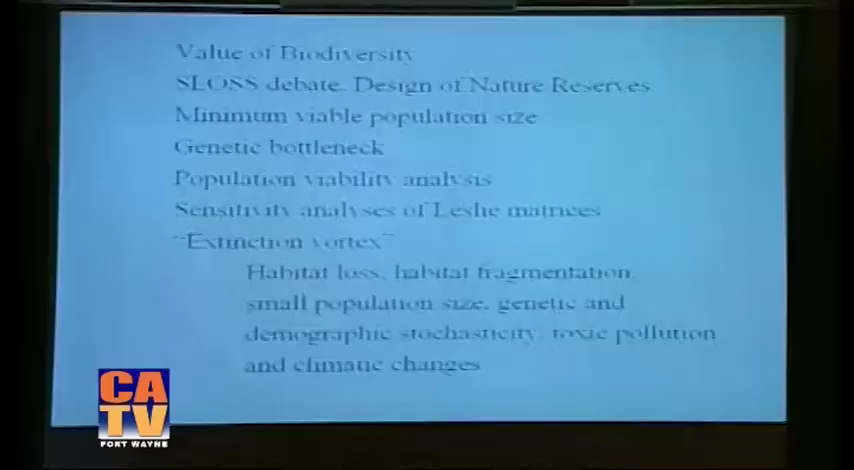 Value of Biodiversity
SLOSS debate, Design of Nature Reserves
Minimum viable population size
Genetic bottleneck
Population viability analysis
Sensitivity analyses of Leslie matrices
"Extinction vortex"
Habitat loss, habitat fragmentation,
small population size, genetic and
demographic stochasticity, toxic pollution
and climatic changes
CA
TV
FORT WAYNE